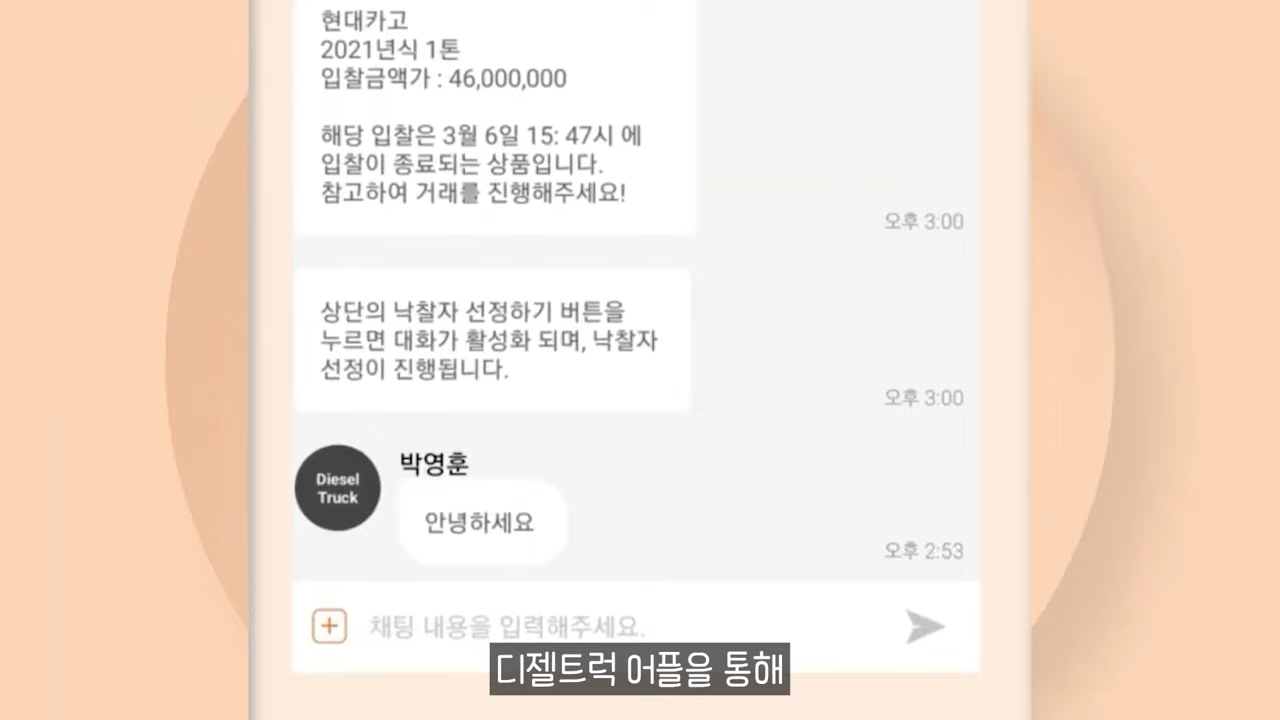 현대카고
2021년식 1톤
입찰금액가 : 46,000,000
해당 입찰은 3월 6일 15: 47시 에
입찰이 종료되는 상품입니다.
참고하여 거래를 진행해주세요!
오후 3:00
상단의 낙찰자 선정하기 버튼을
누르면 대화가 활성화 되며, 낙찰자
선정이 진행됩니다.
오후 3:00
Diesel
Truck
박영훈
안녕하세요
오후 2:53
채팅 내용을 입력해주세요.
디젤트럭 어플을 통해